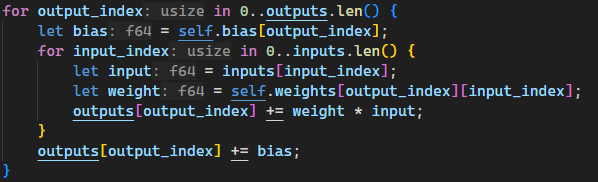 for output_index: usize in 0..outputs.len() {
let bias: f64 = self.bias[output_index];
for input_index: usize in 0..inputs.len() {
let input: f64 = inputs[input_index];
let weight: f64 = self.weights[output_index][input_index];
outputs[output_index] += weight * input;
}
outputs[output_index] += bias;
}